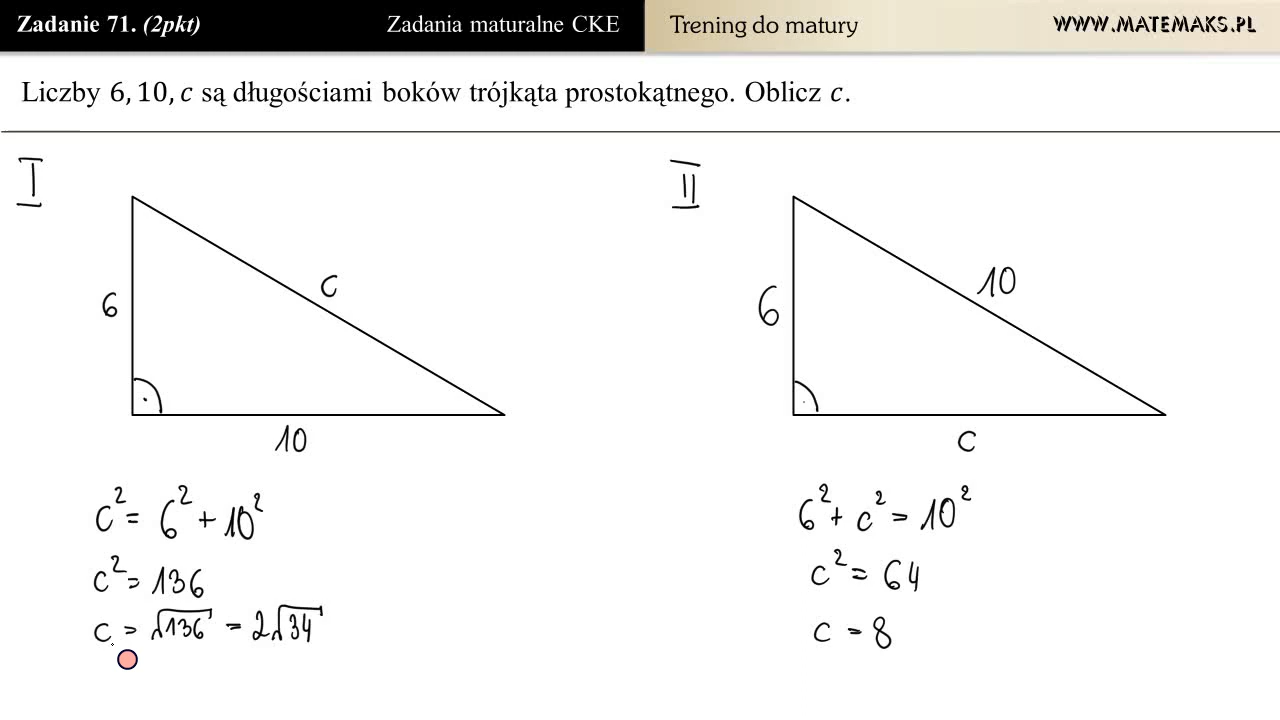 Zadanie 71. (2pkt) Zadania maturalne CKE Trening do matury WWW.MATEMAKS.PL
Liczby 6, 10, c są długościami boków trójkąta prostokątnego. Oblicz c.
I
6
c
10
c² = 6² + 10²
c² = 136
c = √136 = 2√34
II
6
10
c
6² + c² = 10²
c² = 64
c = 8